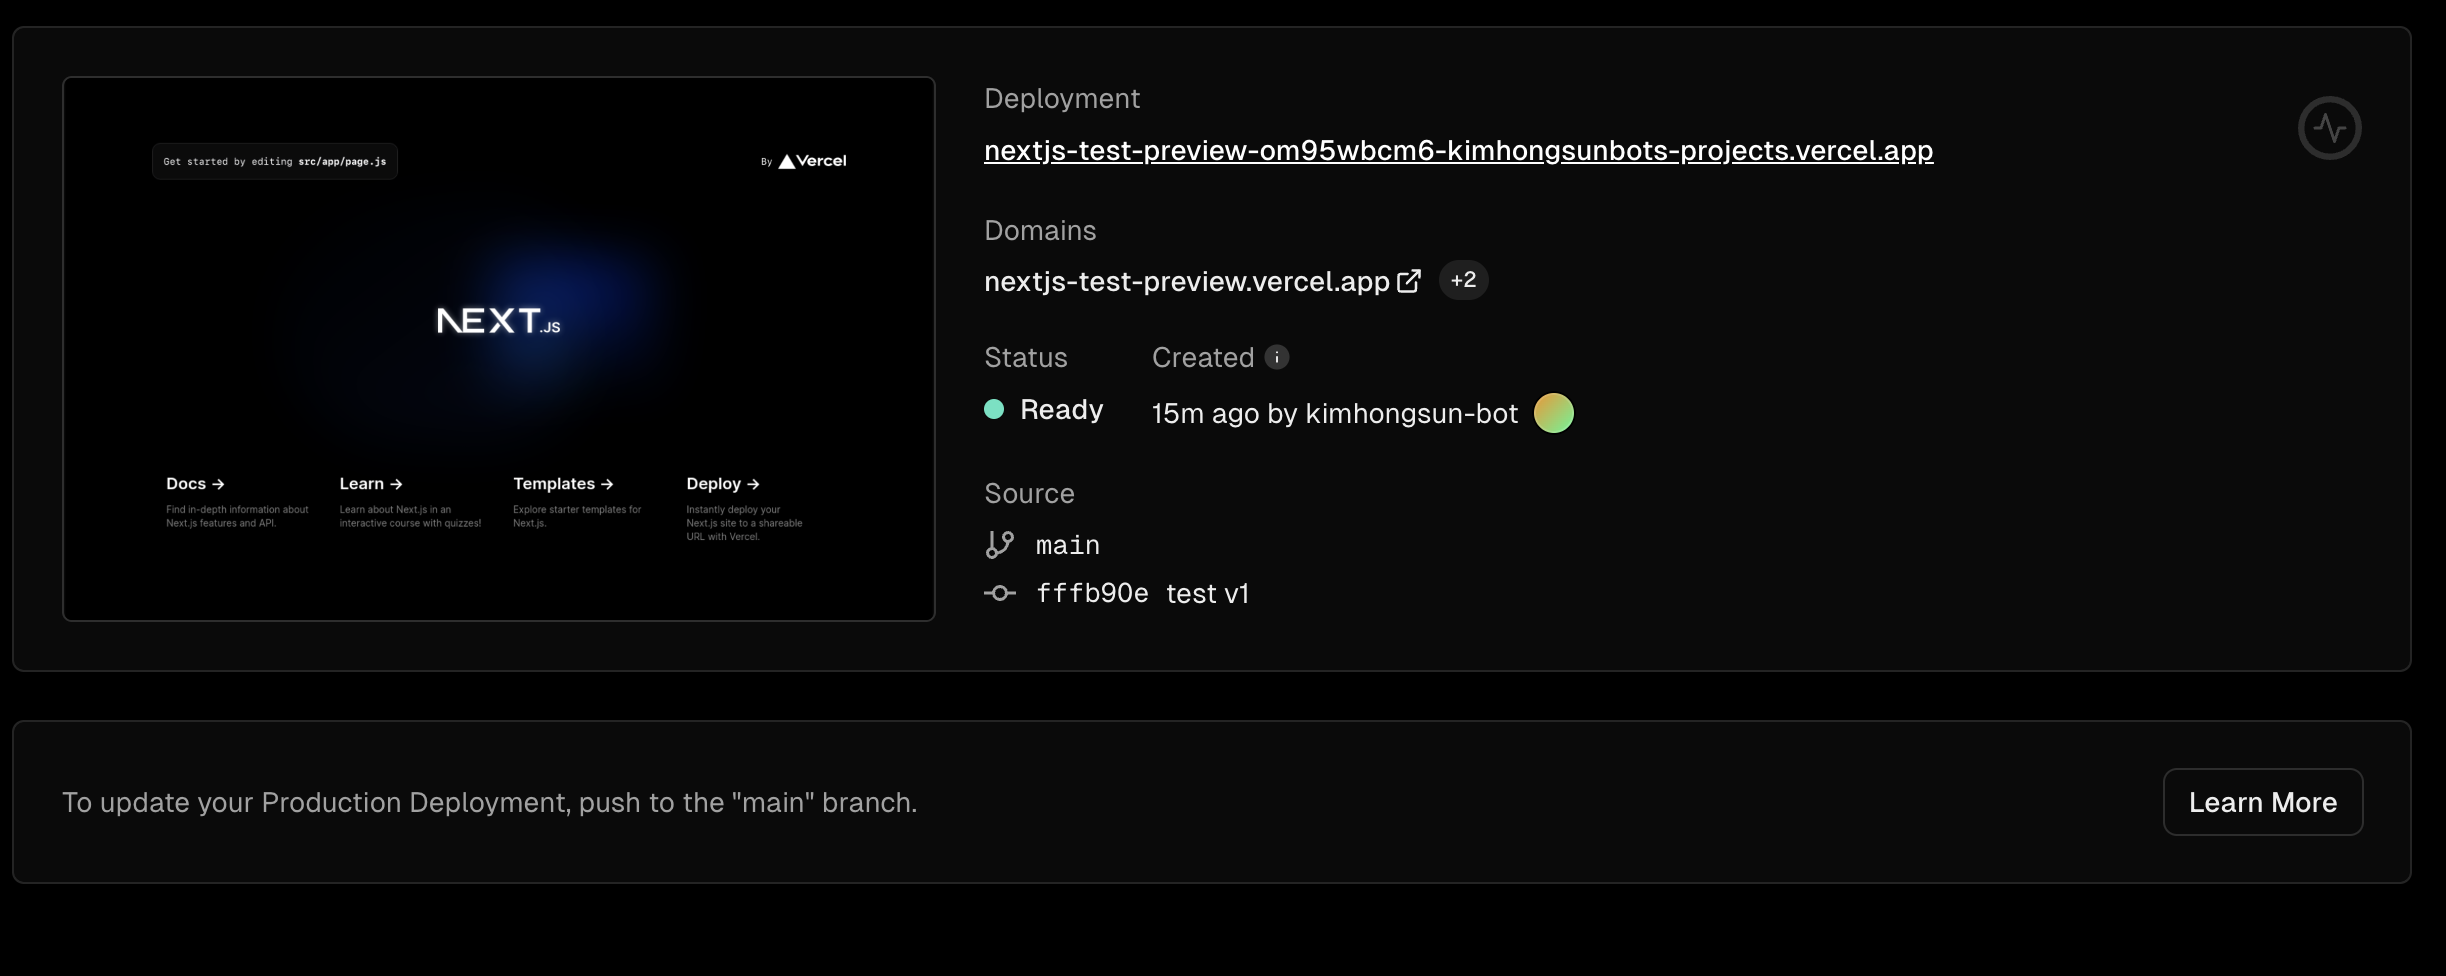 Get started by editing src/app/page.js
By Vercel
NEXT.JS
Docs →
Find in-depth information about
Next.js features and API.
Learn →
Learn about Next.js in an
interactive course with quizzes!
Templates →
Explore starter templates for
Next.js.
Deploy →
Instantly deploy your
Next.js site to a shareable
URL with Vercel.
Deployment
nextjs-test-preview-om95wbcm6-kimhongsunbots-projects.vercel.app
Domains
nextjs-test-preview.vercel.app +2
Status Created i
Ready 15m ago by kimhongsun-bot
Source
main
fffb90e test v1
To update your Production Deployment, push to the "main" branch.
Learn More